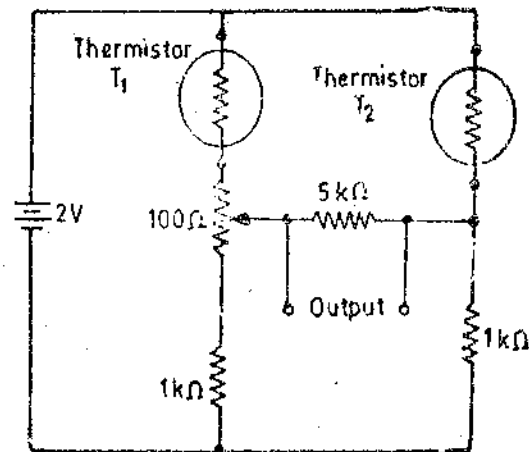 Thermistor
T1
Thermistor
T2
2V
100Ω
5kΩ
Output
1kΩ
1kΩ